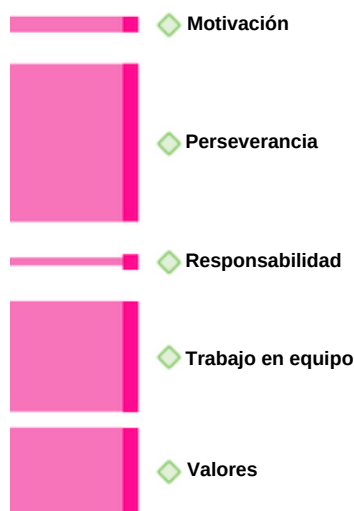 Motivación
Perseverancia
Responsabilidad
Trabajo en equipo
Valores